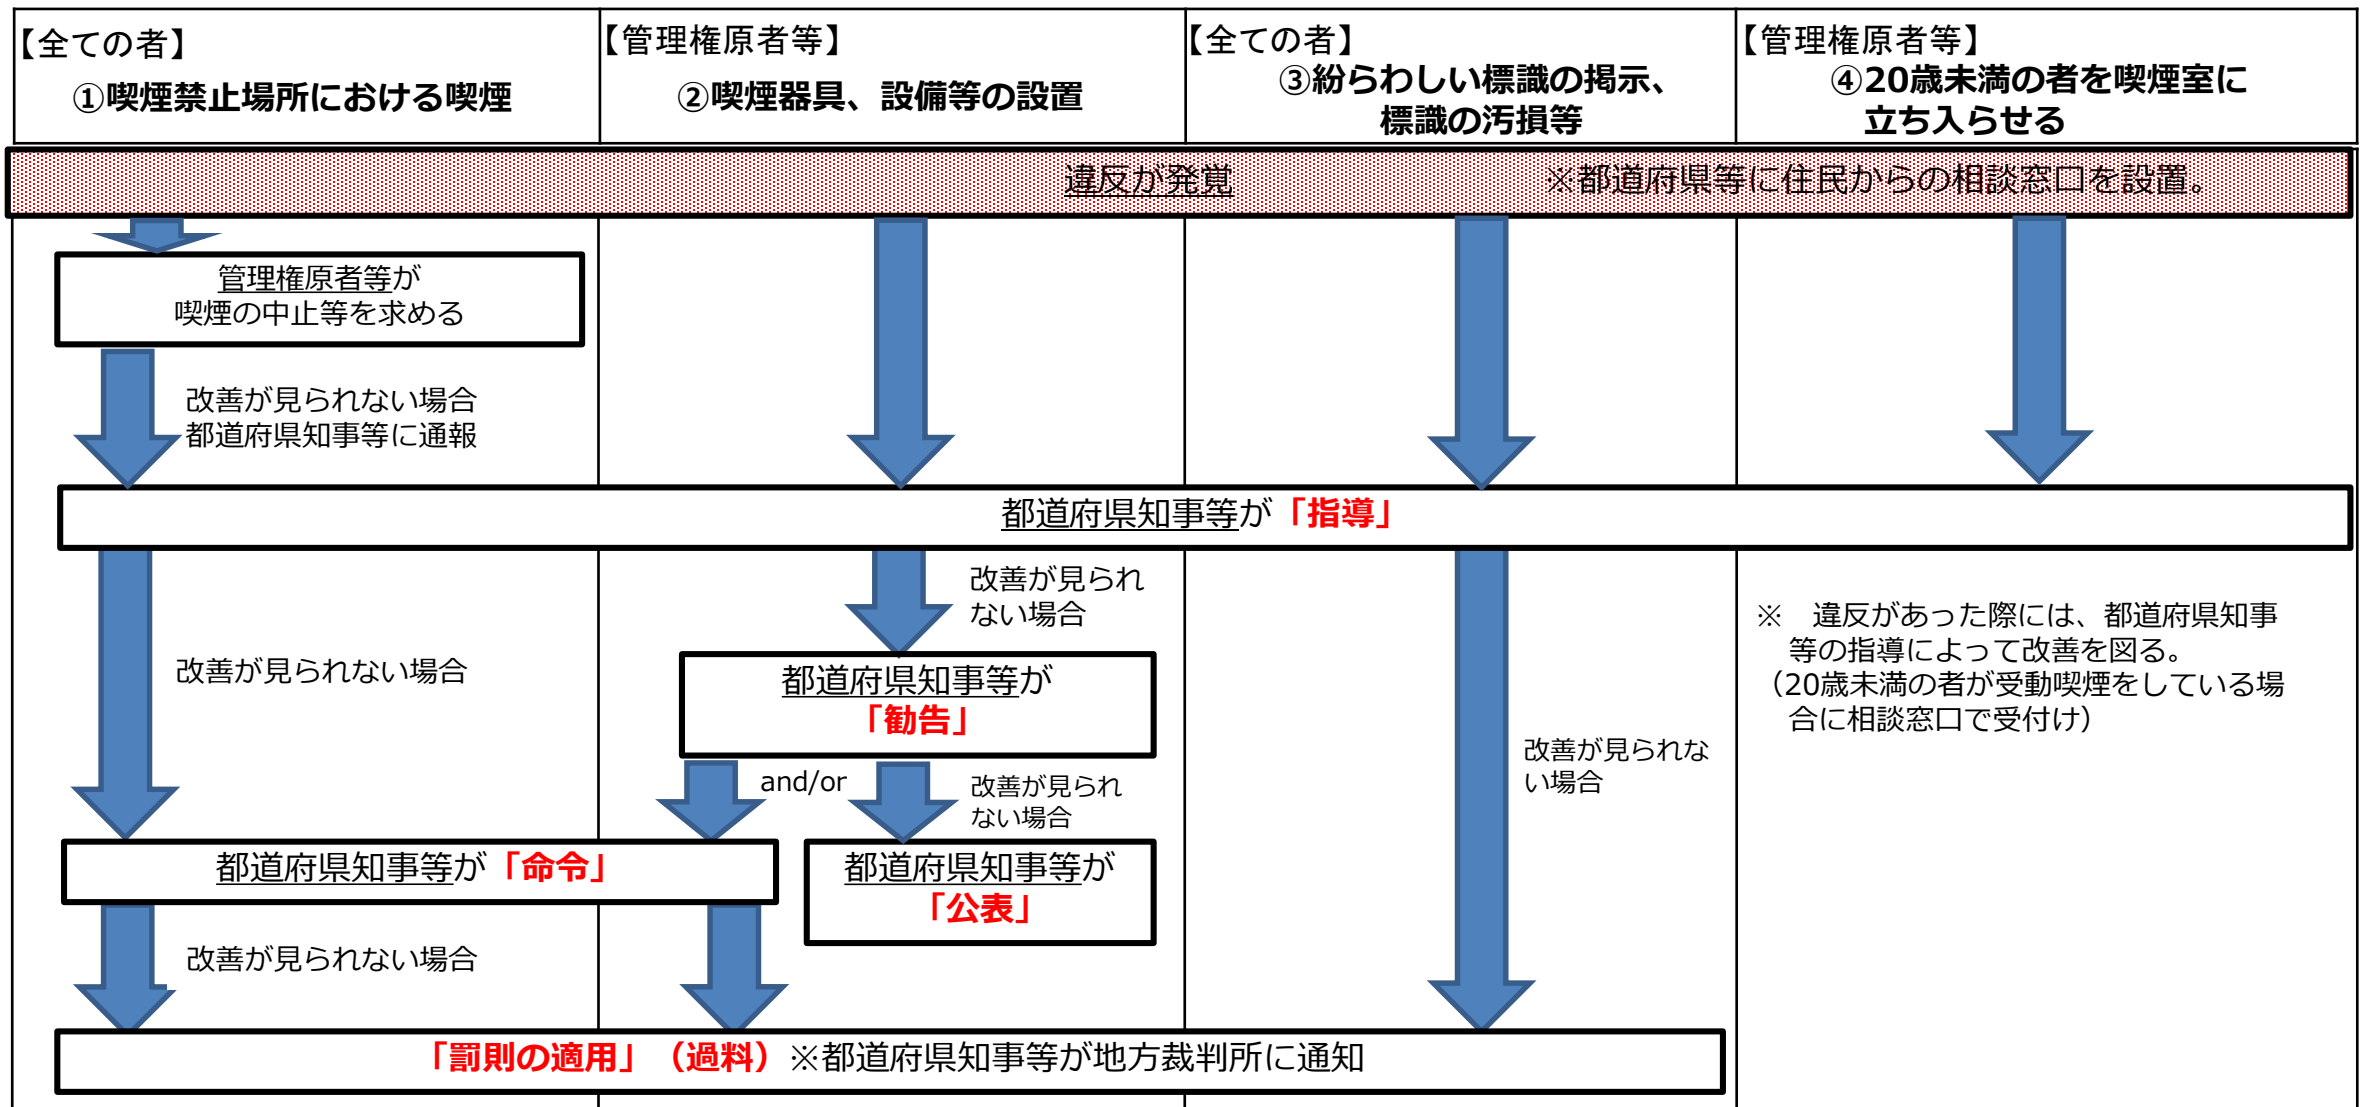 【全ての者】
①喫煙禁止場所における喫煙
【管理権原者等】
②喫煙器具、設備等の設置
【全ての者】
③紛らわしい標識の掲示、
標識の汚損等
【管理権原者等】
④20歳未満の者を喫煙室に
立ち入らせる
違反が発覚
※都道府県等に住民からの相談窓口を設置。
管理権原者等が
喫煙の中止等を求める
改善が見られない場合
都道府県知事等に通報
都道府県知事等が「指導」
改善が見られない場合
改善が見られ
ない場合
都道府県知事等が
「勧告」
and/or
改善が見られ
ない場合
都道府県知事等が「命令」
都道府県知事等が
「公表」
改善が見られない場合
改善が見られな
い場合
※　違反があった際には、都道府県知事
等の指導によって改善を図る。
（20歳未満の者が受動喫煙をしている場
合に相談窓口で受付け）
「罰則の適用」（過料）※都道府県知事等が地方裁判所に通知